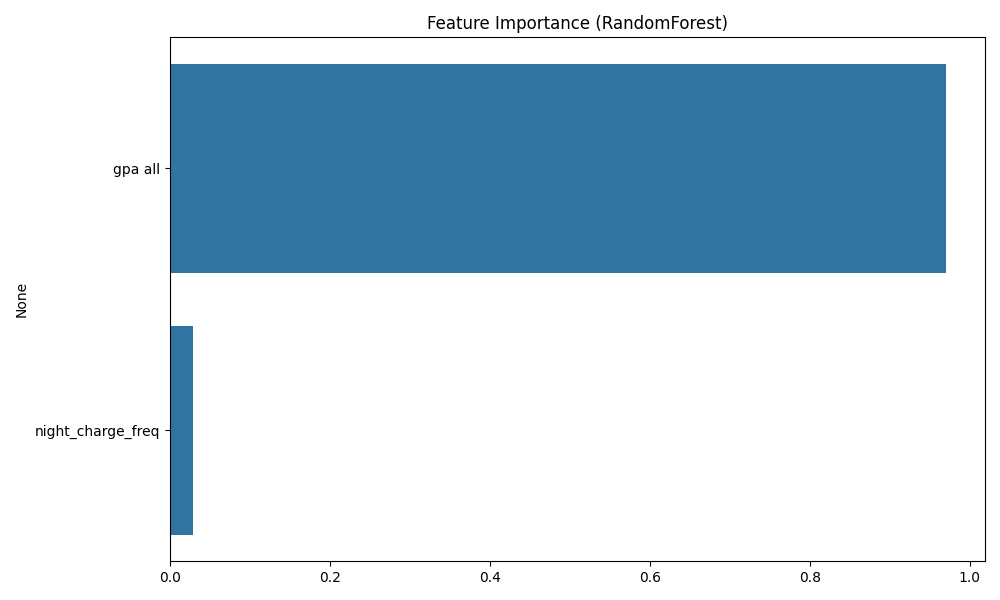 Feature Importance (RandomForest)
gpa all
None
night_charge_freq
0.0 0.2 0.4 0.6 0.8 1.0